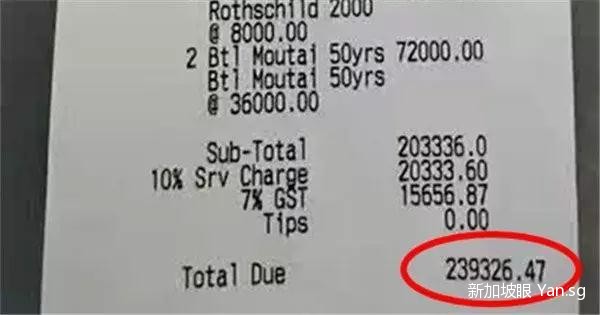 Rothschild 2000
@ 8000.00
2 Btl Moutai 50yrs 72000.00
Btl Moutai 50yrs
@ 36000.00
Sub-Total 203336.0
10% Srv Charge 20333.60
7% GST 15656.87
Tips 0.00
Total Due 239326.47
新加坡眼 Yan.sg